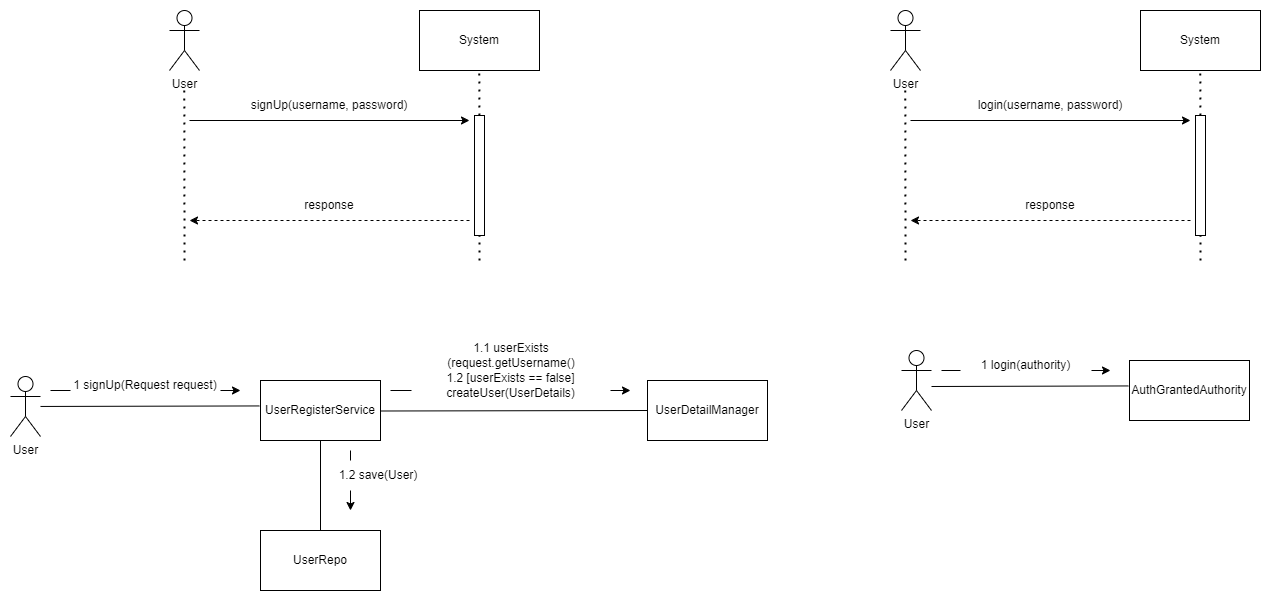 System
User
signUp(username, password)
response
System
User
login(username, password)
response
1 signUp(Request request)
User
UserRegisterService
1.1 userExists
(request.getUsername()
1.2 [userExists == false]
createUser(UserDetails)
UserDetailManager
1.2 save(User)
UserRepo
1 login(authority)
User
AuthGrantedAuthority